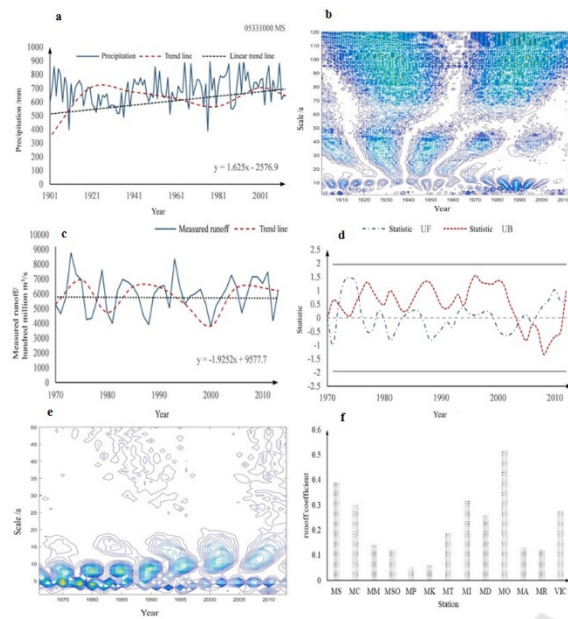 a
05331000 MS
Precipitation
Trend line
Linear trend line
Precipitation /mm
1000
900
800
700
600
500
400
300
200
100
0
y = 1.625x - 2576.9
1901 1921 1941 1961 1981 2001
Year
b
Scale /a
120
110
100
90
80
70
60
50
40
30
20
10
1910 1920 1930 1940 1950 1960 1970 1980 1990 2000 2010
Year
c
Measured runoff
Trend line
Measured runoff/
hundred million m³/s
10000
9000
8000
7000
6000
5000
4000
3000
2000
1000
0
y = -1.9252x + 9577.7
1970 1980 1990 2000 2010
Year
d
Statistic UF
Statistic UB
Statistic
2.5
2
1.5
1
0.5
0
-0.5
-1
-1.5
-2
-2.5
1970 1980 1990 2000 2010
Year
e
Scale /a
50
45
40
35
30
25
20
15
10
5
1975 1980 1985 1990 1995 2000 2005 2010
Year
f
runoff coefficient
0.6
0.5
0.4
0.3
0.2
0.1
0
MS MC MM MSO MP MK MT MI MD MO MA MR VIC
Station